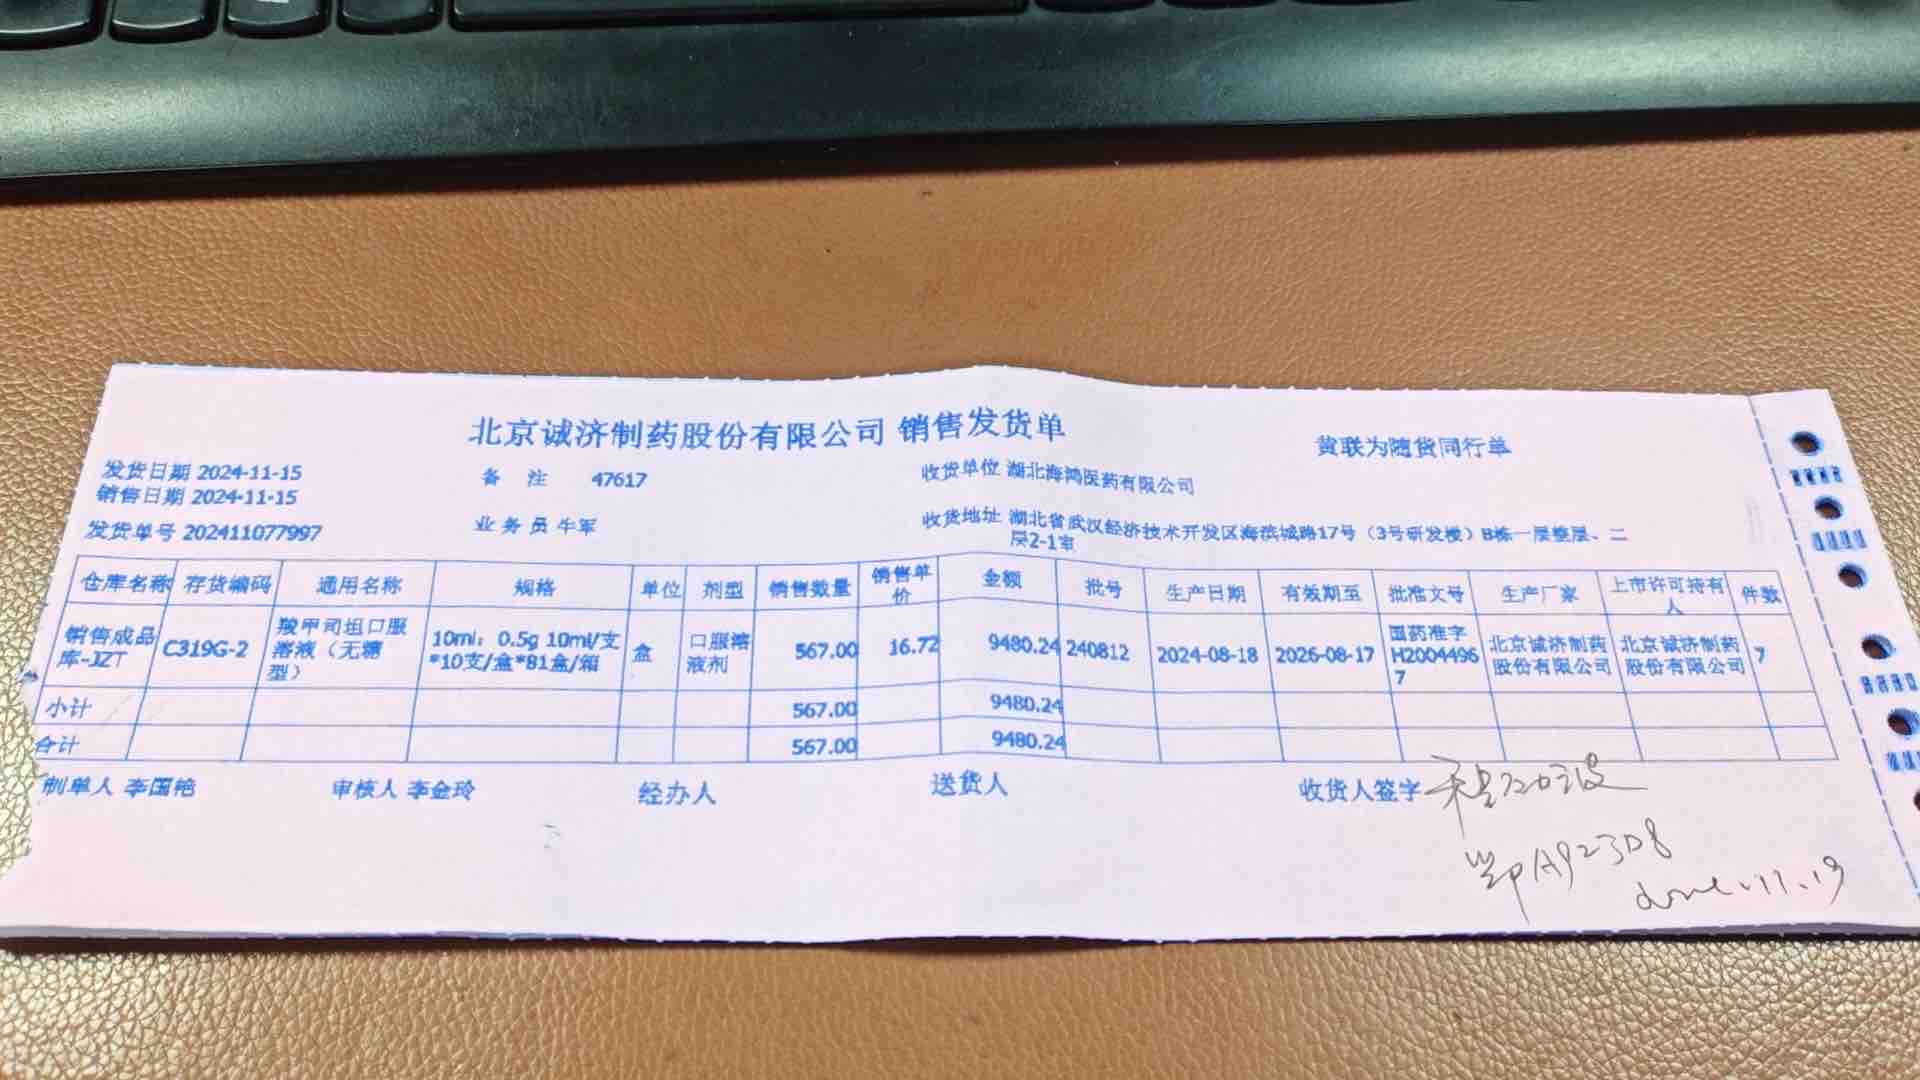 北京诚济制药股份有限公司 销售发货单
黄联为随货同行单
发货日期 2024-11-15
备 注 47617
收货单位 湖北海鸿医药有限公司
销售日期 2024-11-15
发货单号 202411077997
业务员 牛军
收货地址 湖北省武汉经济技术开发区海滨城路17号（3号研发楼）B栋一层整层、二
层2-1室
仓库名称 存货编码 通用名称 规格 单位 剂型 销售数量 销售单价 金额 批号 生产日期 有效期至 批准文号 生产厂家 上市许可持有人 件数
销售成品库-JZT C319G-2 羧甲司坦口服溶液（无糖型） 10ml：0.5g 10ml/支*10支/盒*81盒/箱 盒 口服溶液剂 567.00 16.72 9480.24 240812 2024-08-18 2026-08-17 国药准字H20044967 北京诚济制药股份有限公司 北京诚济制药股份有限公司 7
小计 567.00 9480.24
合计 567.00 9480.24
制单人 李国艳 审核人 李金玲 经办人 送货人 收货人签字
鄂A923D8
11.19